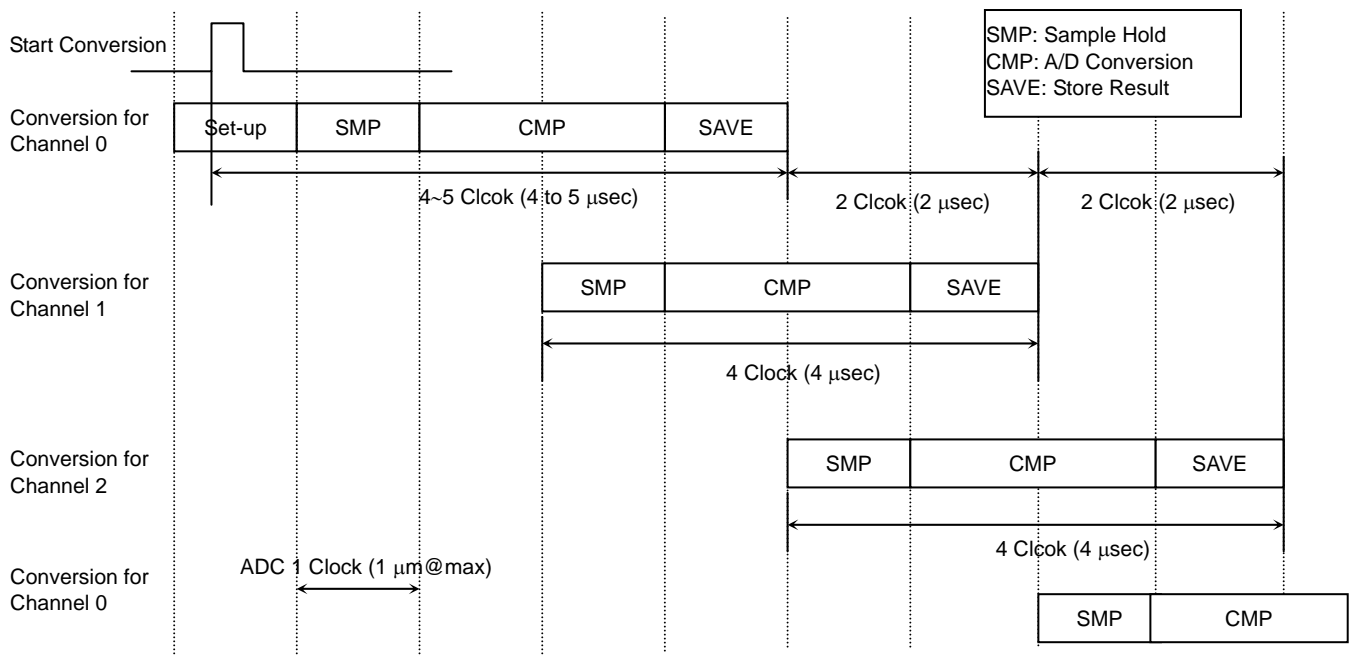 Start Conversion
SMP: Sample Hold
CMP: A/D Conversion
SAVE: Store Result
Conversion for
Channel 0
Set-up
SMP
CMP
SAVE
4~5 Clcok (4 to 5 μsec)
2 Clcok (2 μsec)
2 Clcok (2 μsec)
Conversion for
Channel 1
SMP
CMP
SAVE
4 Clock (4 μsec)
Conversion for
Channel 2
SMP
CMP
SAVE
4 Clcok (4 μsec)
ADC 1 Clock (1 μm@max)
Conversion for
Channel 0
SMP
CMP